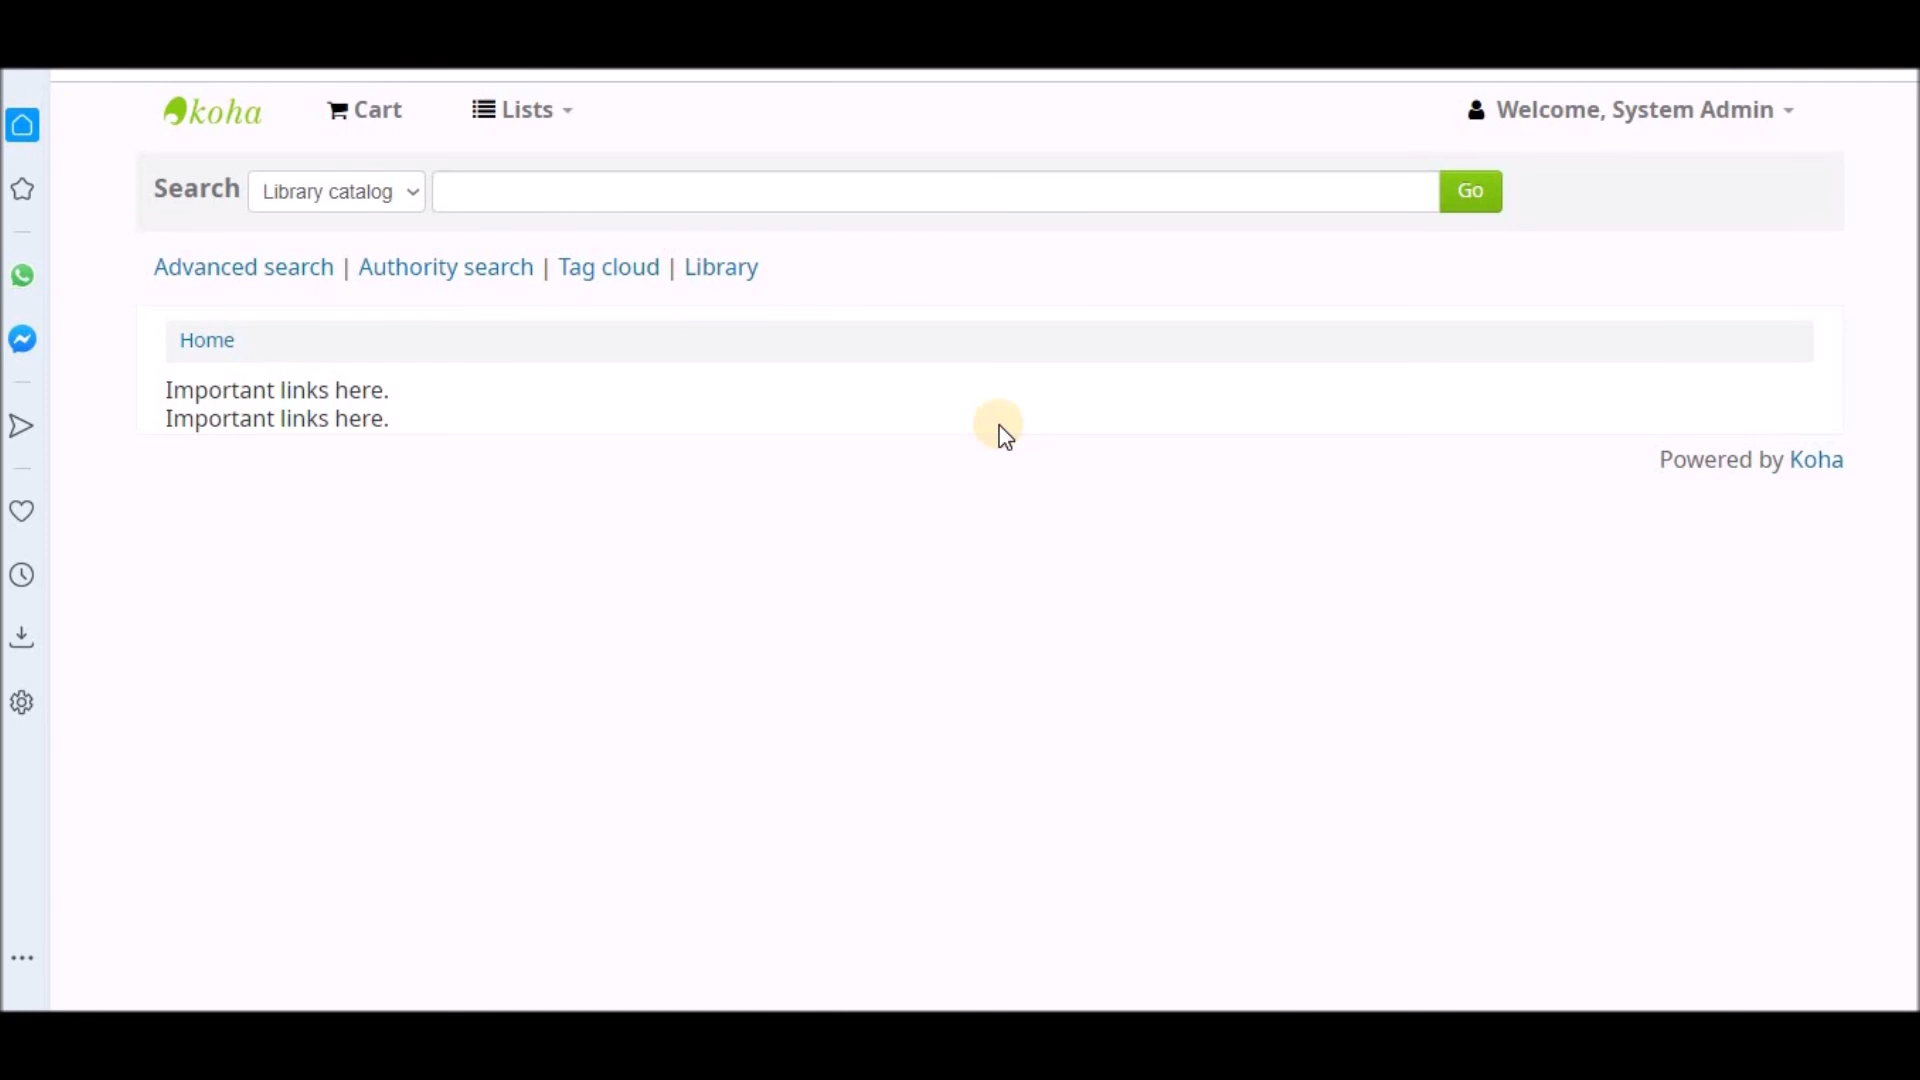 koha Cart Lists Welcome, System Admin
Search Library catalog Go
Advanced search | Authority search | Tag cloud | Library
Home
Important links here.
Important links here.
Powered by Koha